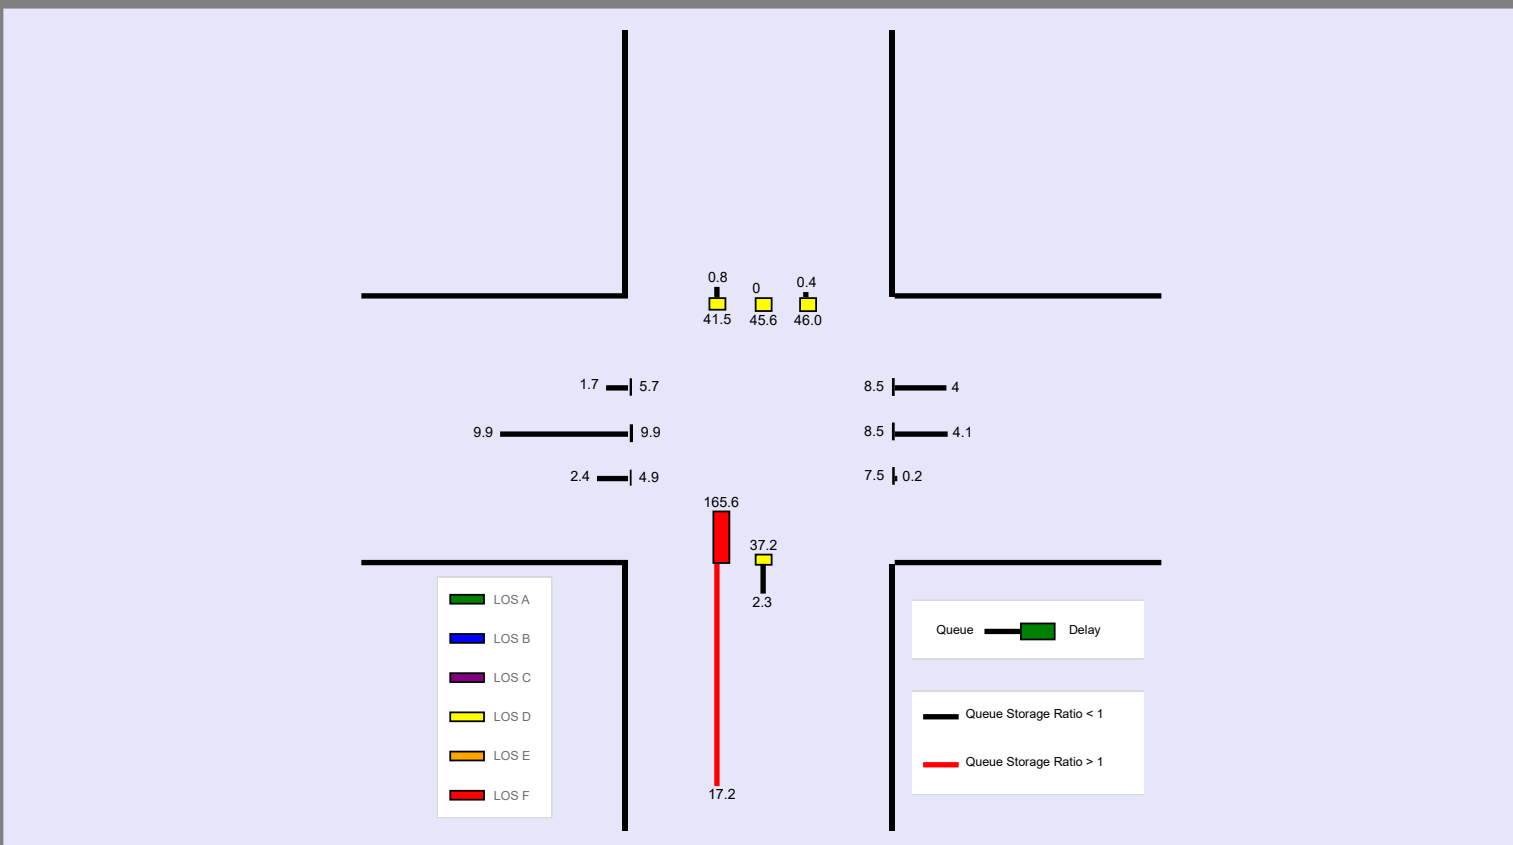 0.8
0
0.4
41.5
45.6
46.0
1.7
5.7
8.5
4
9.9
9.9
8.5
4.1
2.4
4.9
7.5
0.2
165.6
37.2
2.3
17.2
LOS A
LOS B
LOS C
LOS D
LOS E
LOS F
Queue
Delay
Queue Storage Ratio < 1
Queue Storage Ratio > 1